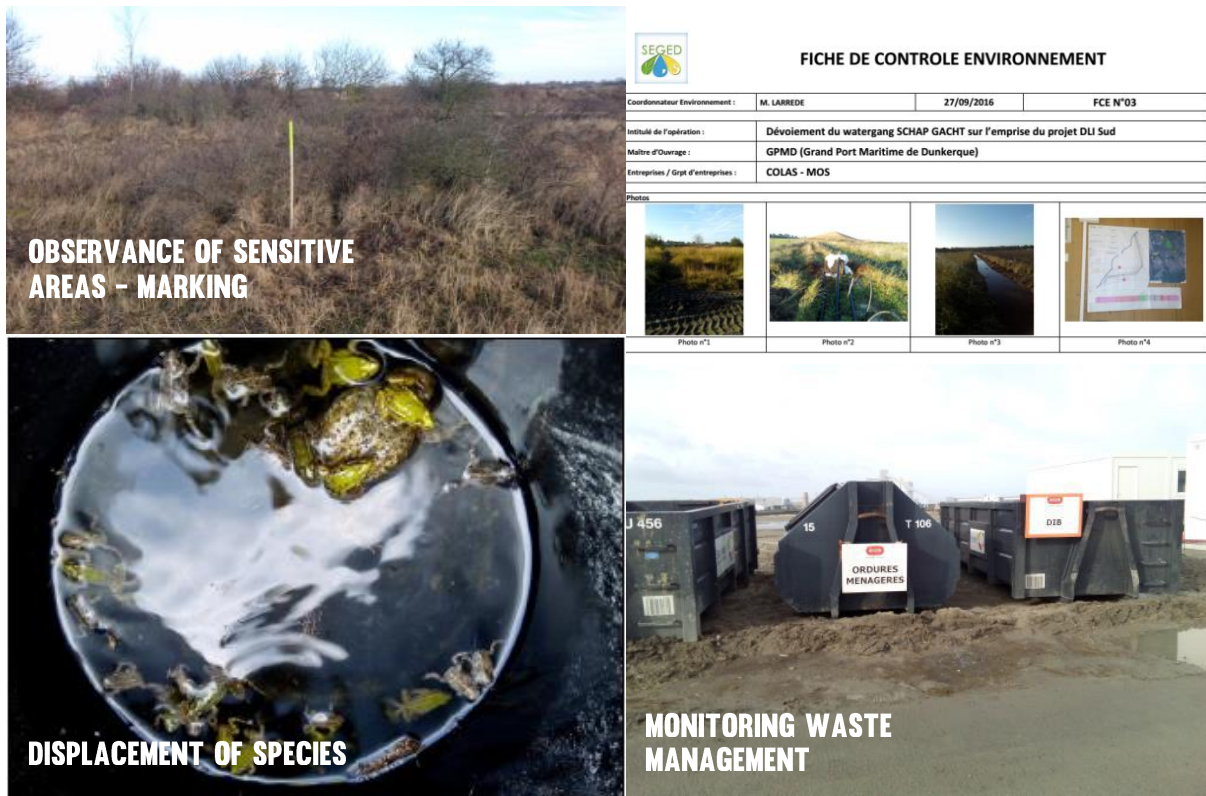 OBSERVANCE OF SENSITIVE
AREAS - MARKING
SEGED
FICHE DE CONTROLE ENVIRONNEMENT
Coordonnateur Environnement :
M. LARREDE
27/09/2016
FCE N°03
Intitulé de l'opération :
Dévoiement du watergang SCHAP GACHT sur l'emprise du projet DLI Sud
Maître d'Ouvrage :
GPMD (Grand Port Maritime de Dunkerque)
Entreprises / Grpt d'entreprises :
COLAS - MOS
Photos
Photo n°1
Photo n°2
Photo n°3
Photo n°4
DISPLACEMENT OF SPECIES
J 456
15
T 106
ORDURES
MENAGERES
DIB
MONITORING WASTE
MANAGEMENT